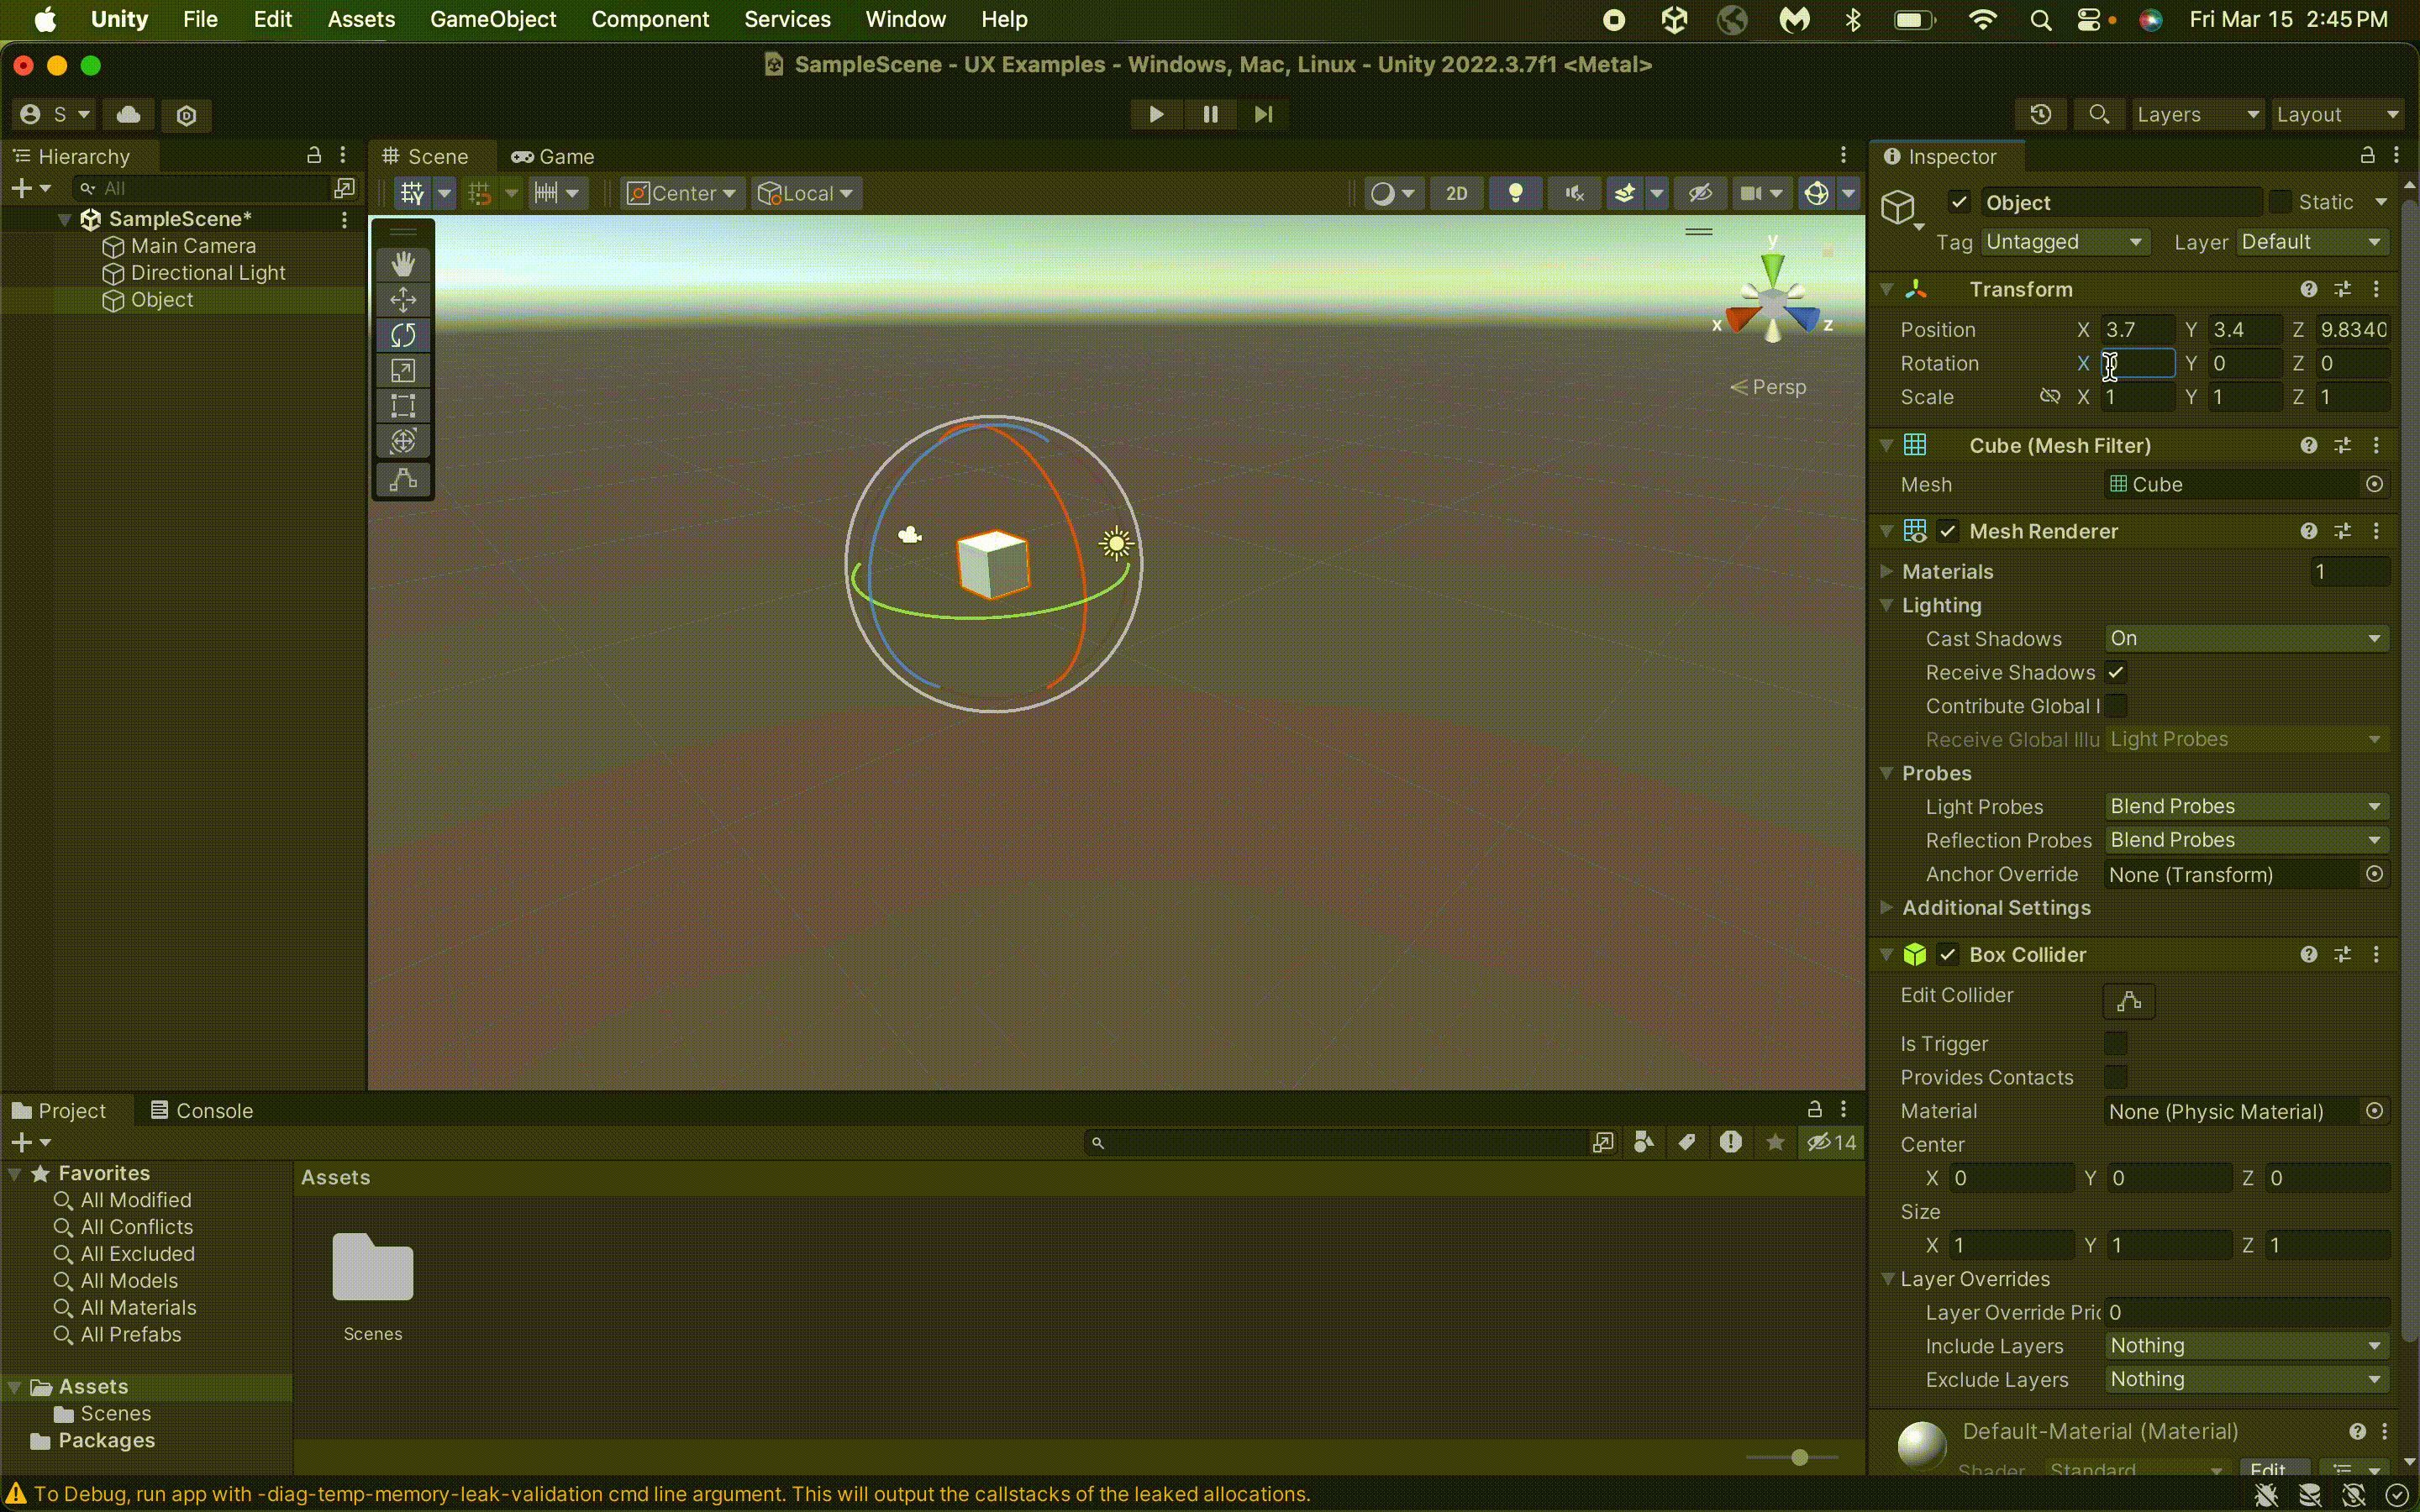 Unity File Edit Assets GameObject Component Services Window Help Fri Mar 15 2:45 PM
SampleScene - UX Examples - Windows, Mac, Linux - Unity 2022.3.7f1 <Metal>
S Layers Layout
Hierarchy
All
SampleScene*
Main Camera
Directional Light
Object
Scene Game
Center Local 2D
y
x z
Persp
Inspector
Object Static
Tag Untagged Layer Default
Transform
Position X 3.7 Y 3.4 Z 9.8340
Rotation X Y 0 Z 0
Scale X 1 Y 1 Z 1
Cube (Mesh Filter)
Mesh Cube
Mesh Renderer
Materials 1
Lighting
Cast Shadows On
Receive Shadows
Contribute Global I
Receive Global Illu Light Probes
Probes
Light Probes Blend Probes
Reflection Probes Blend Probes
Anchor Override None (Transform)
Additional Settings
Box Collider
Edit Collider
Is Trigger
Provides Contacts
Material None (Physic Material)
Center
X 0 Y 0 Z 0
Size
X 1 Y 1 Z 1
Layer Overrides
Layer Override Pric 0
Include Layers Nothing
Exclude Layers Nothing
Default-Material (Material)
Shader Standard Edit
Project Console
14
Favorites
All Modified
All Conflicts
All Excluded
All Models
All Materials
All Prefabs
Assets
Scenes
Packages
Assets
Scenes
To Debug, run app with -diag-temp-memory-leak-validation cmd line argument. This will output the callstacks of the leaked allocations.